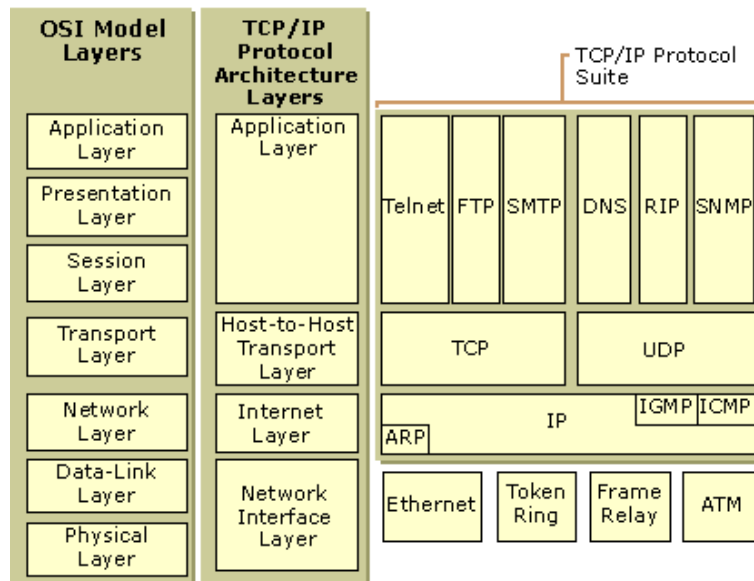 OSI Model
Layers
Application
Layer
Presentation
Layer
Session
Layer
Transport
Layer
Network
Layer
Data-Link
Layer
Physical
Layer
TCP/IP
Protocol
Architecture
Layers
Application
Layer
Host-to-Host
Transport
Layer
Internet
Layer
Network
Interface
Layer
TCP/IP Protocol
Suite
Telnet FTP SMTP DNS RIP SNMP
TCP UDP
IP IGMP ICMP
ARP
Ethernet
Token
Ring
Frame
Relay
ATM